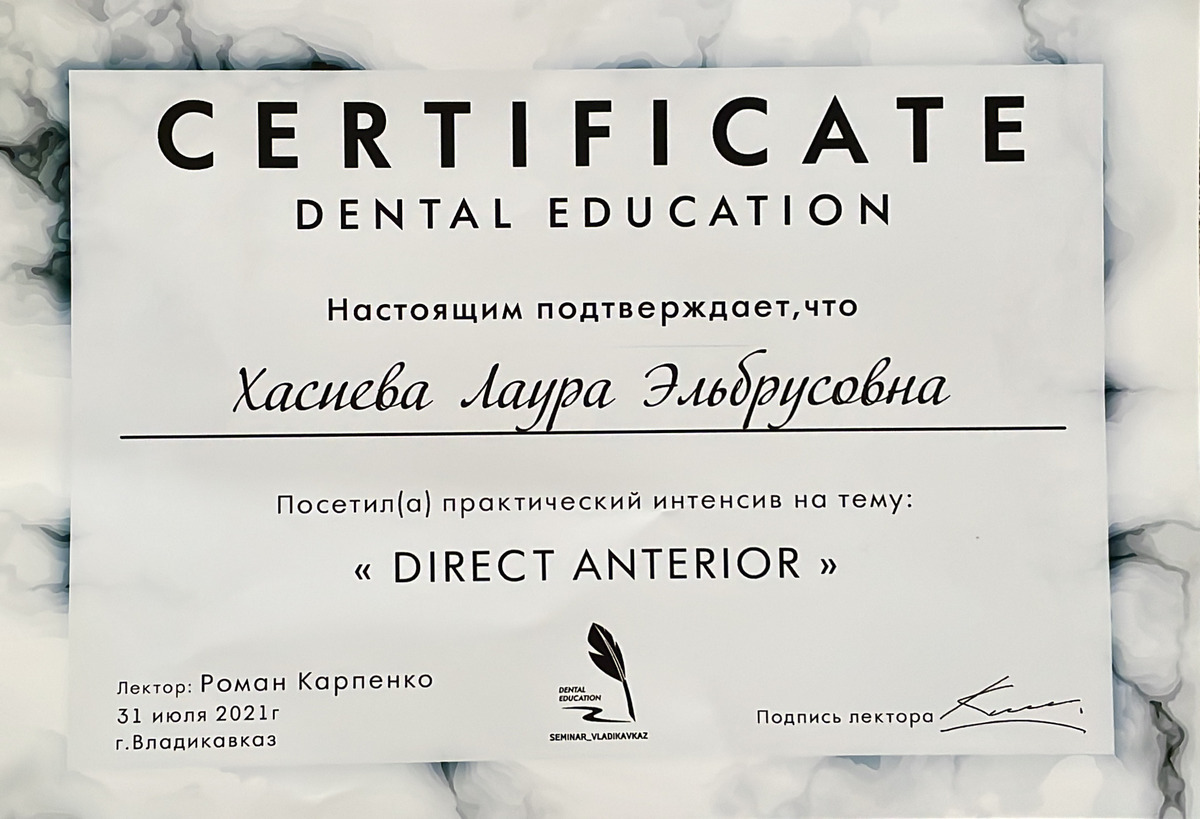 CERTIFICATE
DENTAL EDUCATION
Настоящим подтверждает,что
Хасиева Лаура Эльбрусовна
Посетил(а) практический интенсив на тему:
« DIRECT ANTERIOR »
Лектор: Роман Карпенко
31 июля 2021г
г.Владикавказ
DENTAL
EDUCATION
SEMINAR_VLADIKAVKAZ
Подпись лектора